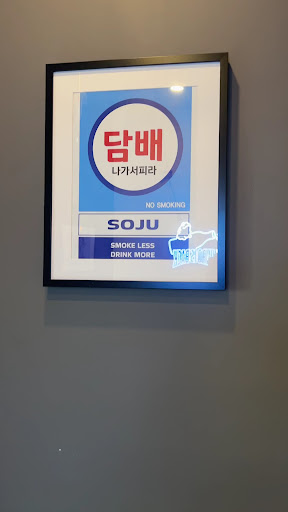 담배
나가서피라
NO SMOKING
SOJU
SMOKE LESS
DRINK MORE